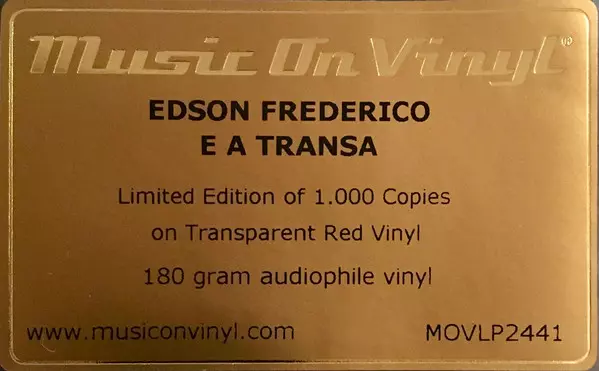 Music On Vinyl®
EDSON FREDERICO
E A TRANSA
Limited Edition of 1.000 Copies
on Transparent Red Vinyl
180 gram audiophile vinyl
www.musiconvinyl.com MOVLP2441